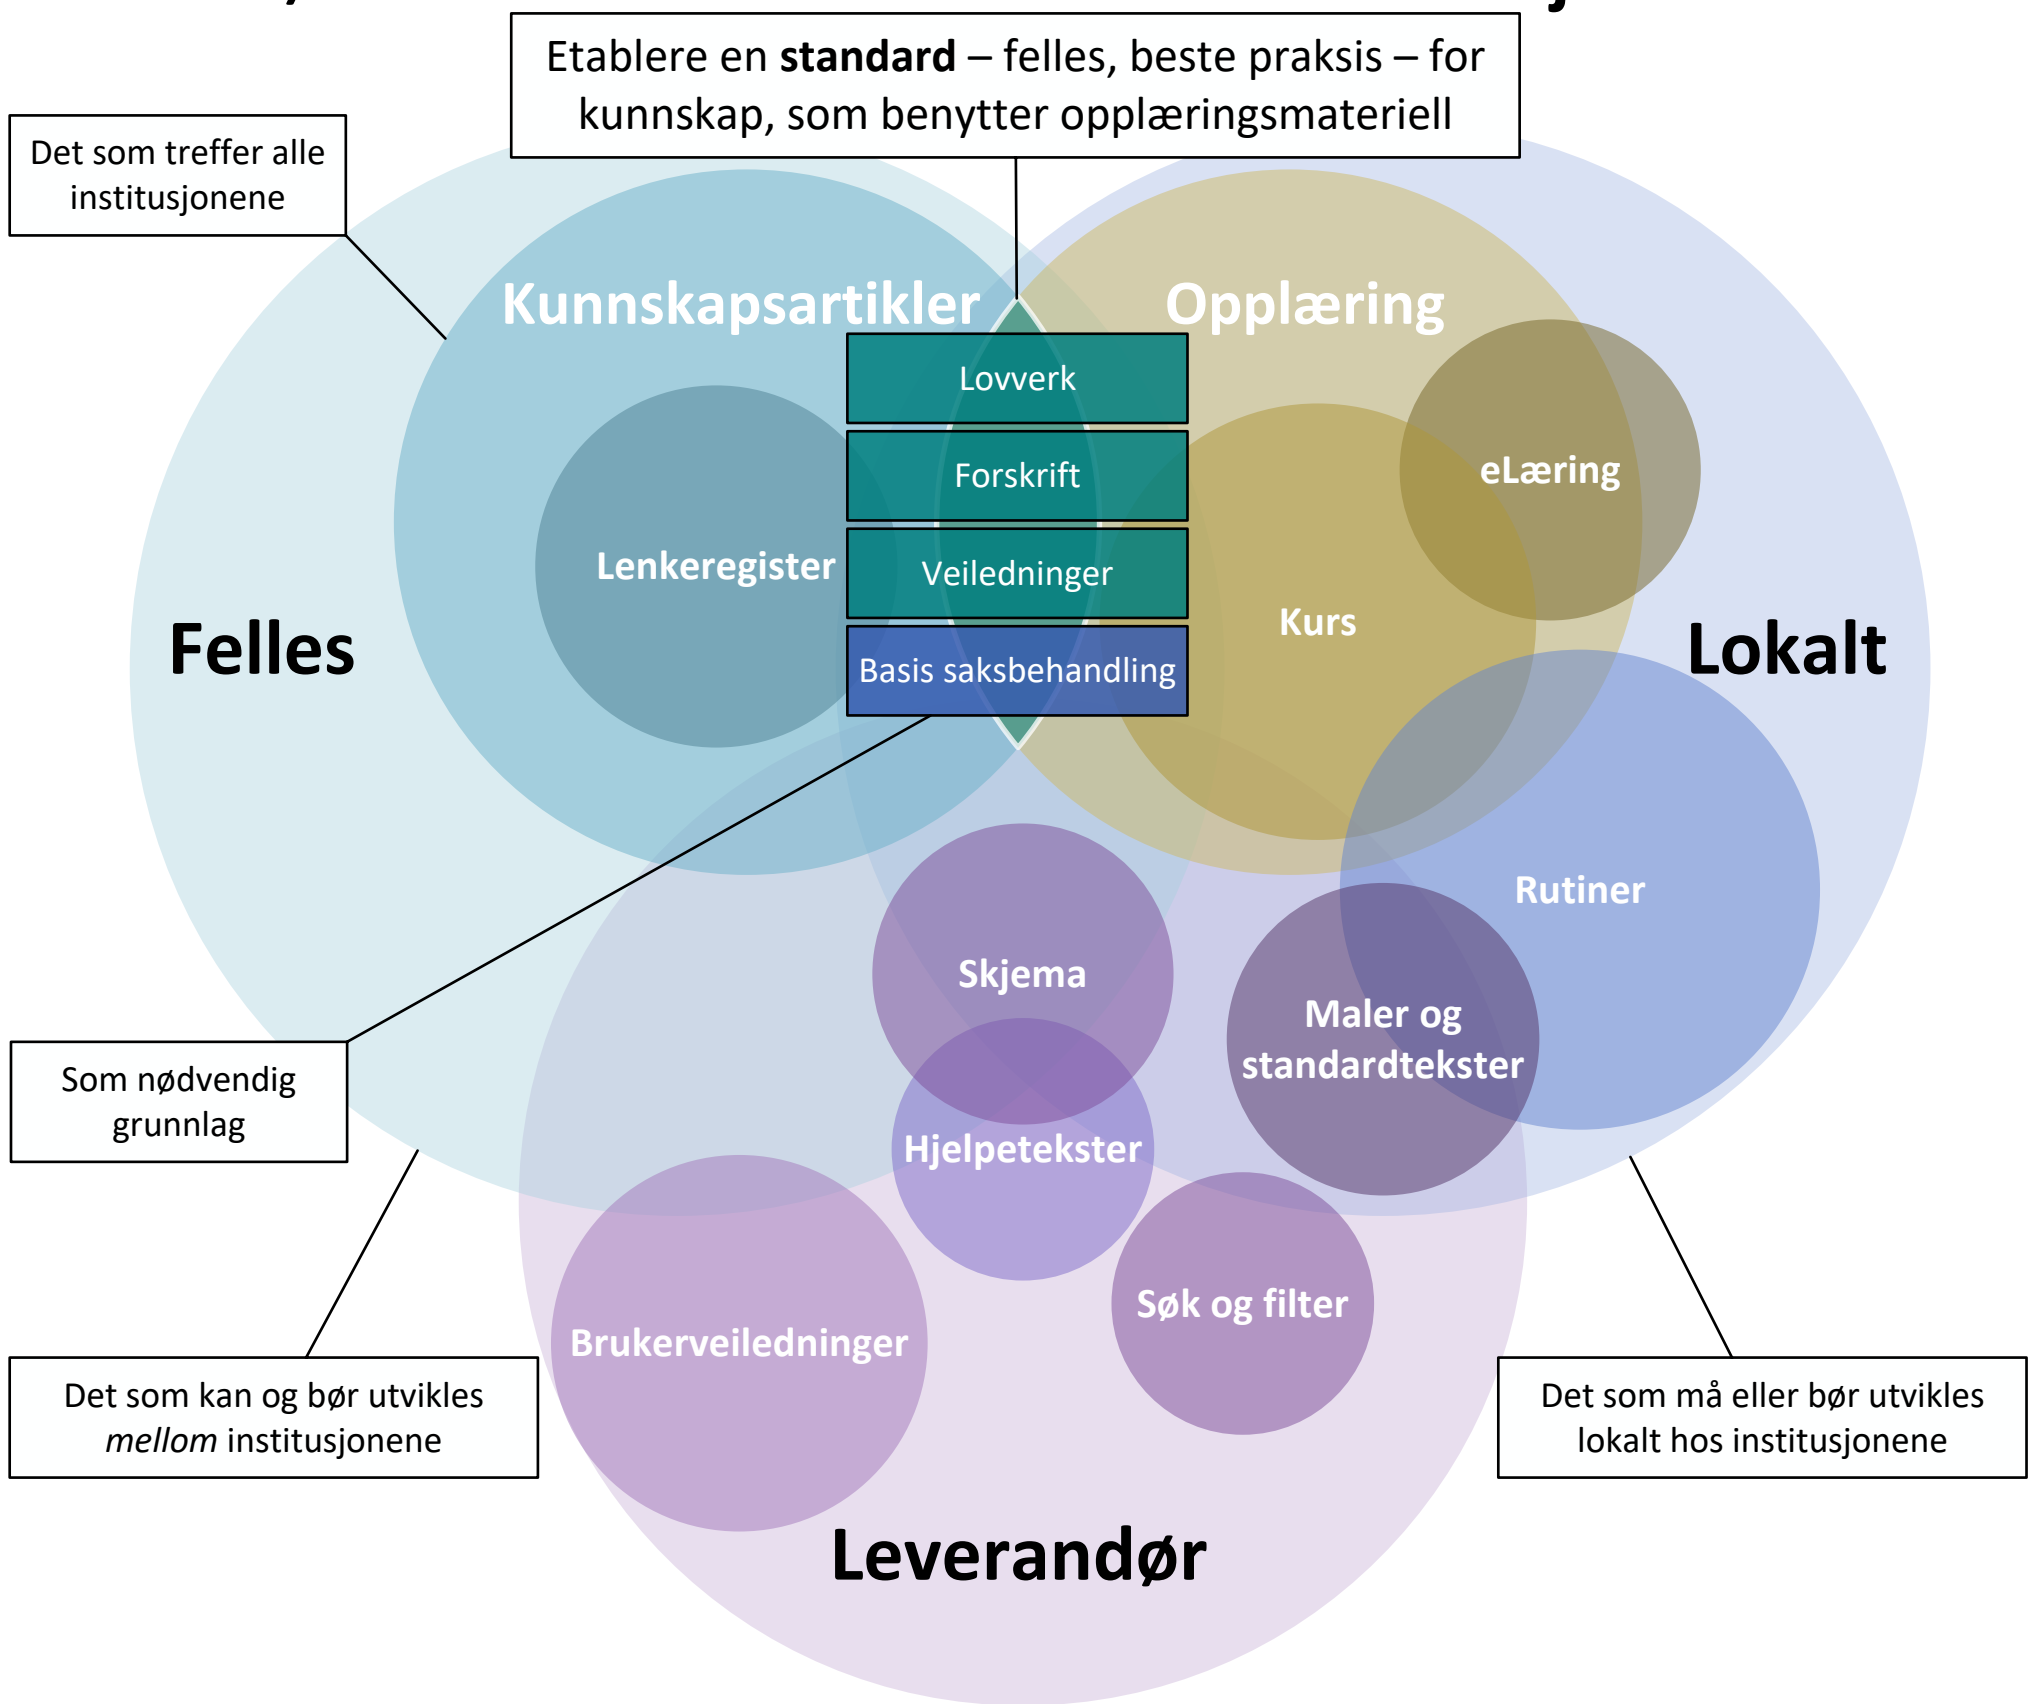 Etablere en standard – felles, beste praksis – for
kunnskap, som benytter opplæringsmateriell
Det som treffer alle
institusjonene
Kunnskapsartikler
Opplæring
Lovverk
Forskrift
eLæring
Lenkeregister
Veiledninger
Kurs
Felles
Lokalt
Basis saksbehandling
Rutiner
Skjema
Maler og
standardtekster
Som nødvendig
grunnlag
Hjelpetekster
Søk og filter
Brukerveiledninger
Det som kan og bør utvikles
mellom institusjonene
Det som må eller bør utvikles
lokalt hos institusjonene
Leverandør